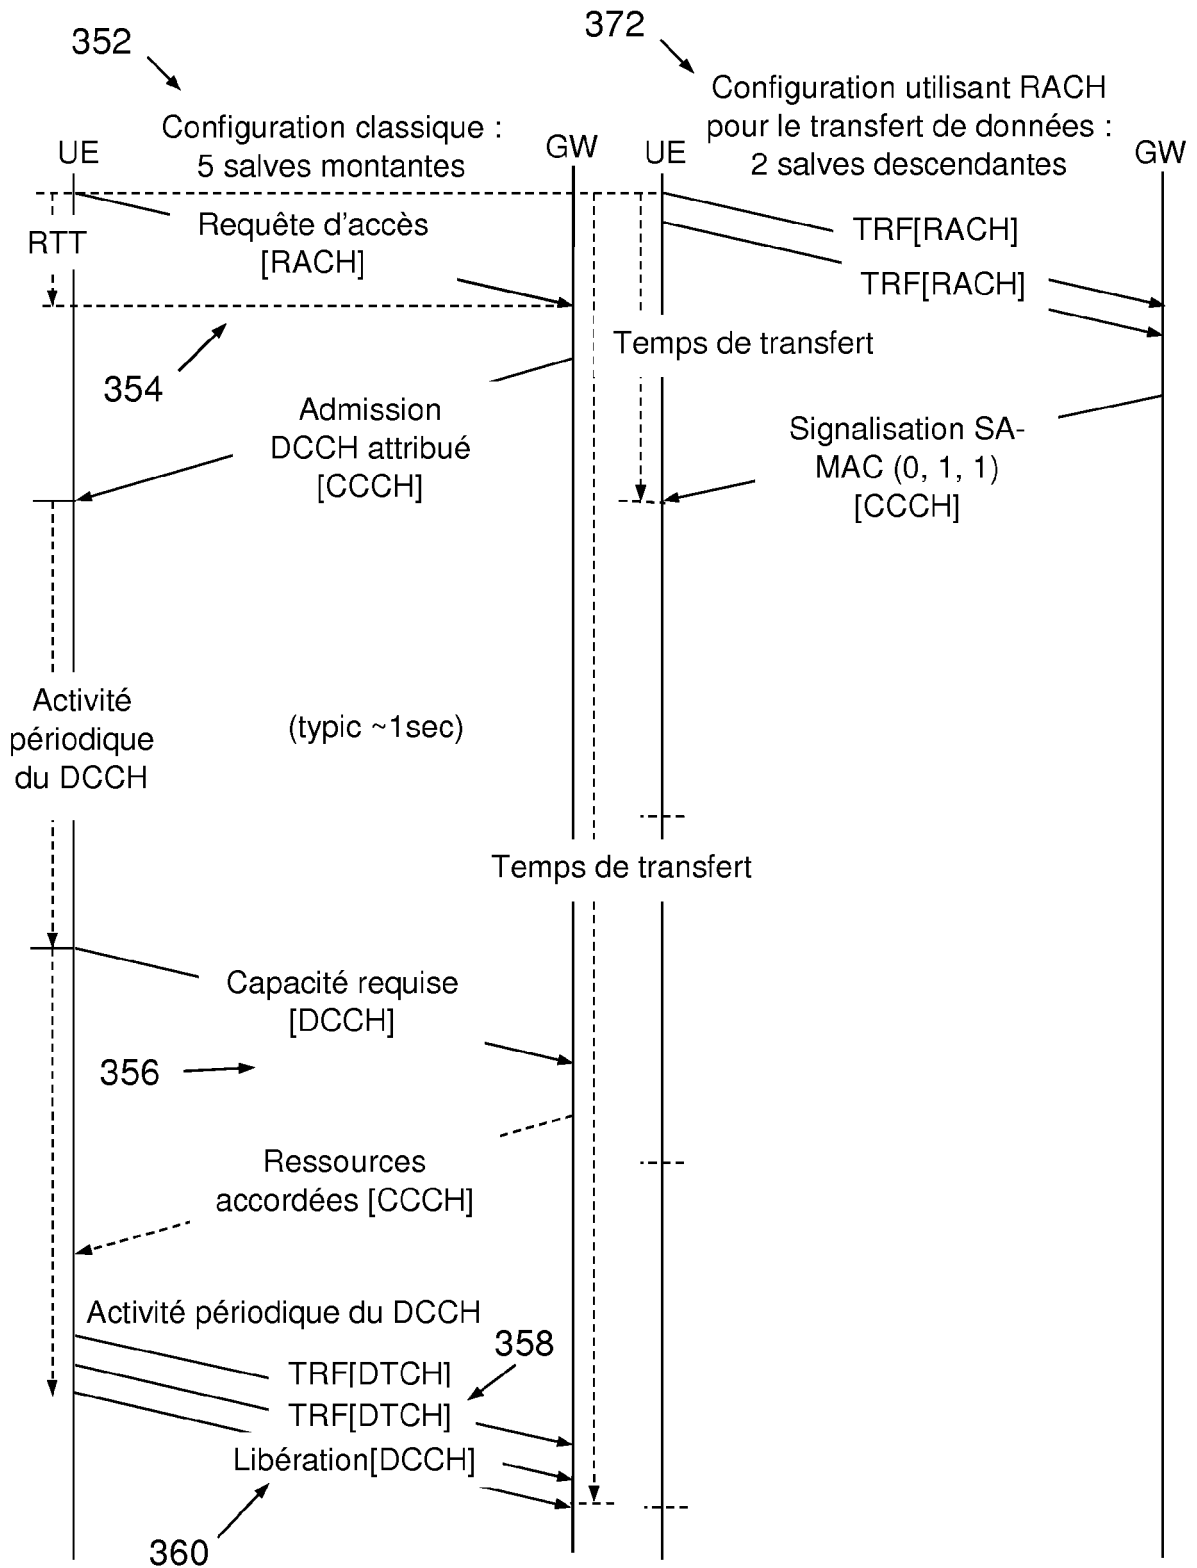 352
Configuration classique :
5 salves montantes
UE
GW
RTT
Requête d'accès
[RACH]
354
Admission
DCCH attribué
[CCCH]
Activité
périodique
du DCCH
(typic ~1sec)
Temps de transfert
Capacité requise
[DCCH]
356
Ressources
accordées [CCCH]
Activité périodique du DCCH
358
TRF[DTCH]
TRF[DTCH]
Libération[DCCH]
360
372
Configuration utilisant RACH
pour le transfert de données :
2 salves descendantes
UE
GW
TRF[RACH]
TRF[RACH]
Temps de transfert
Signalisation SA-
MAC (0, 1, 1)
[CCCH]